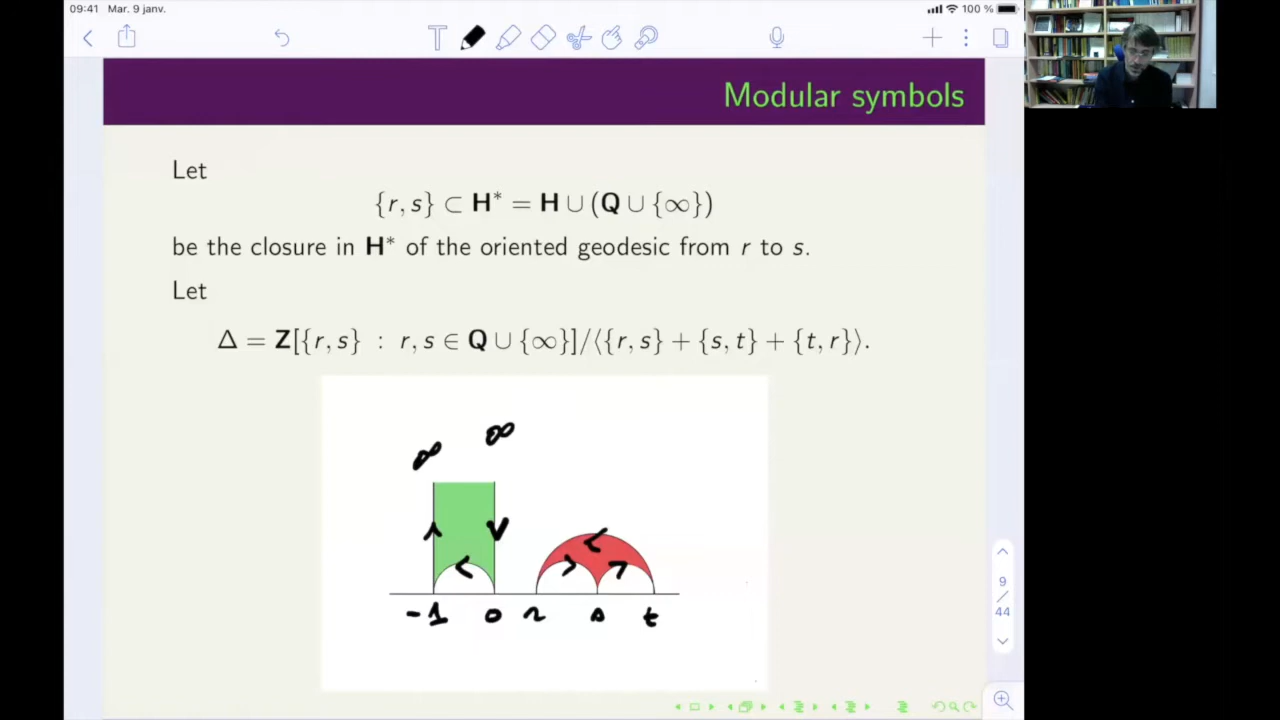 09:41 Mar. 9 janv.
100 %
Modular symbols
Let
{r, s} ⊂ H* = H ∪ (Q ∪ {∞})
be the closure in H* of the oriented geodesic from r to s.
Let
Δ = Z[{r, s} : r, s ∈ Q ∪ {∞}]/⟨{r, s} + {s, t} + {t, r}⟩.
∞ ∞
-1 0 r s t
9
/
44